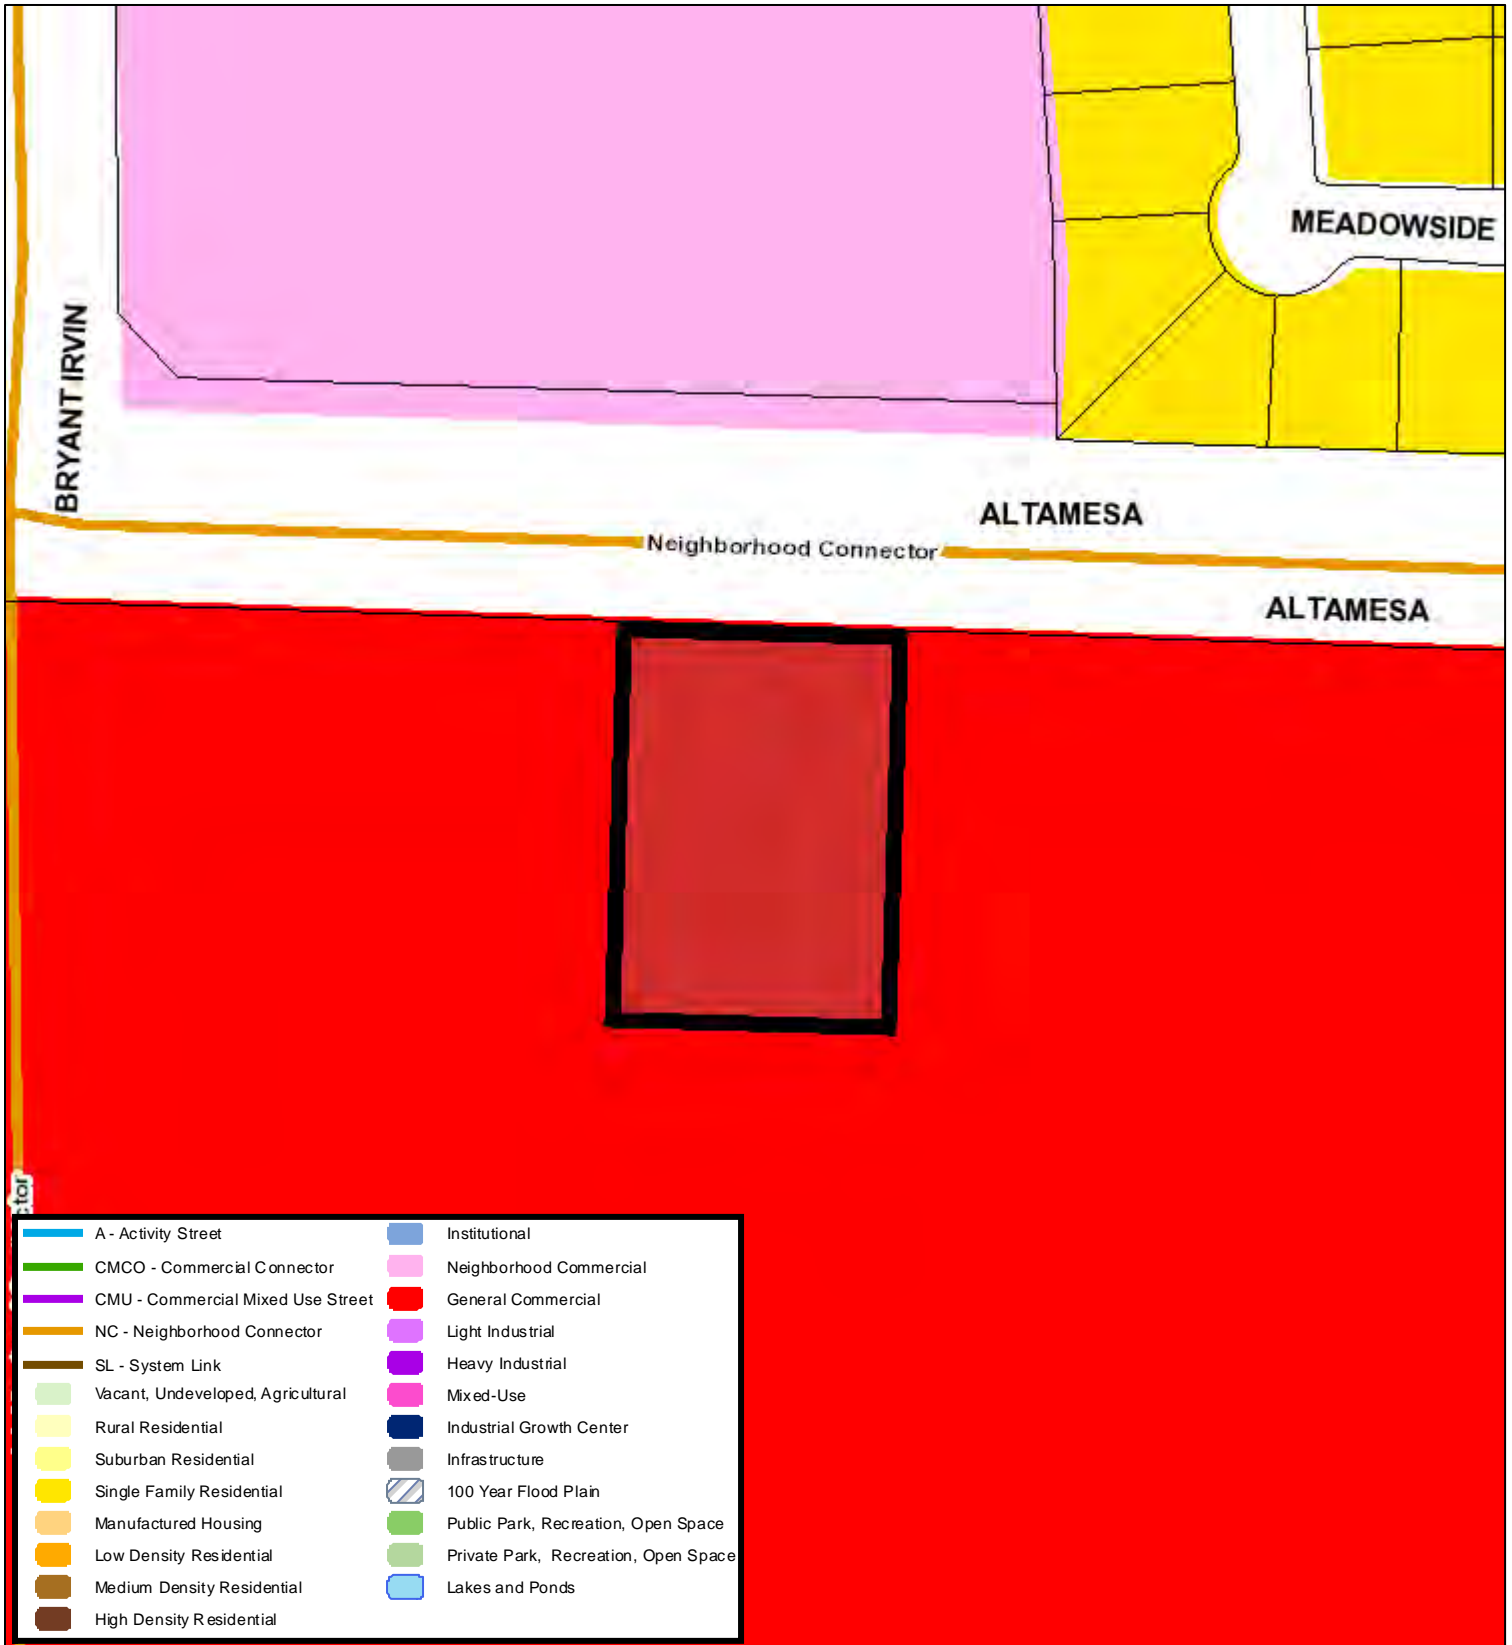 MEADOWSIDE
BRYANT IRVIN
ALTAMESA
Neighborhood Connector
ALTAMESA
ctor
A - Activity Street
CMCO - Commercial Connector
CMU - Commercial Mixed Use Street
NC - Neighborhood Connector
SL - System Link
Vacant, Undeveloped, Agricultural
Rural Residential
Suburban Residential
Single Family Residential
Manufactured Housing
Low Density Residential
Medium Density Residential
High Density Residential
Institutional
Neighborhood Commercial
General Commercial
Light Industrial
Heavy Industrial
Mixed-Use
Industrial Growth Center
Infrastructure
100 Year Flood Plain
Public Park, Recreation, Open Space
Private Park, Recreation, Open Space
Lakes and Ponds